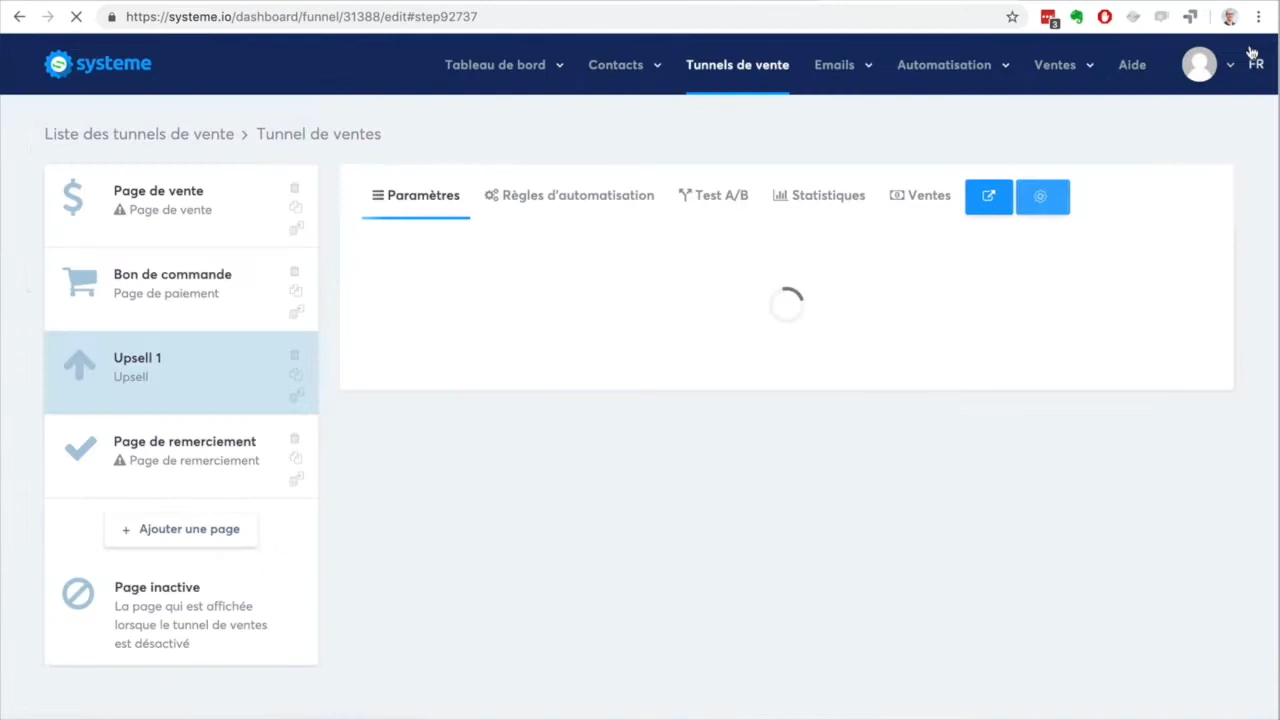 https://systeme.io/dashboard/funnel/31388/edit#step92737
3
systeme
Tableau de bord
Contacts
Tunnels de vente
Emails
Automatisation
Ventes
Aide
FR
Liste des tunnels de vente > Tunnel de ventes
Page de vente
Page de vente
Bon de commande
Page de paiement
Upsell 1
Upsell
Page de remerciement
Page de remerciement
+ Ajouter une page
Page inactive
La page qui est affichée
lorsque le tunnel de ventes
est désactivé
Paramètres
Règles d'automatisation
Test A/B
Statistiques
Ventes